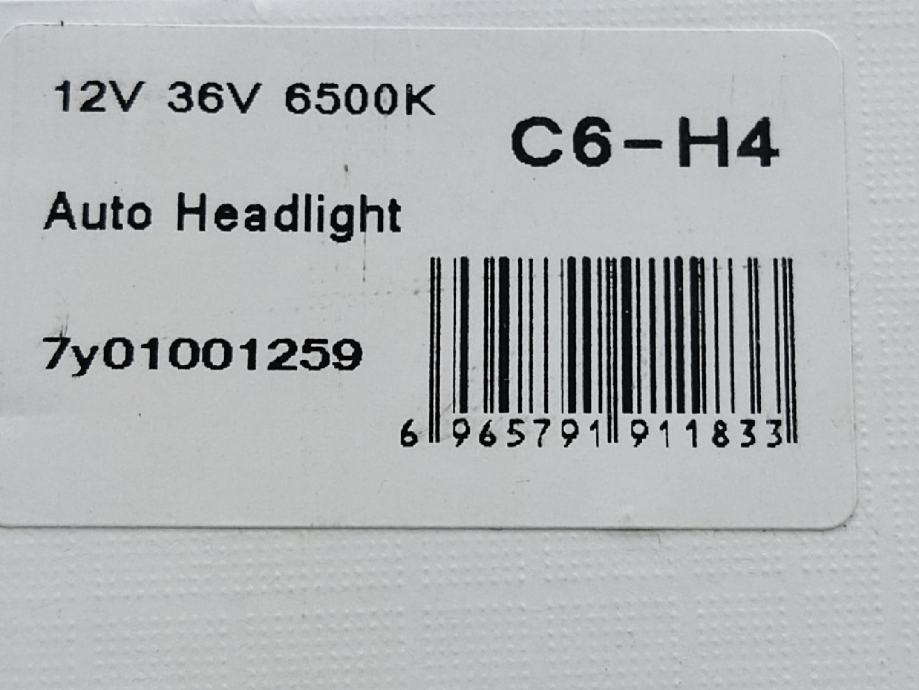 12V 36V 6500K
C6-H4
Auto Headlight
7y01001259
6 965791 911833